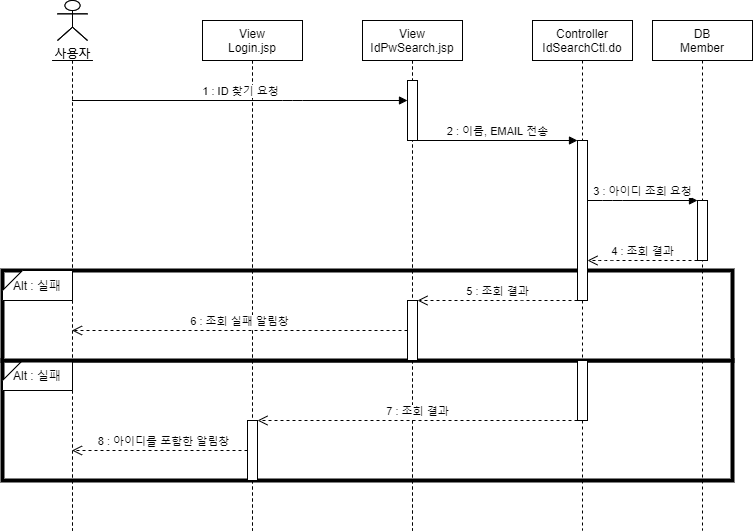 사용자
View
Login.jsp
View
IdPwSearch.jsp
Controller
IdSearchCtl.do
DB
Member
1 : ID 찾기 요청
2 : 이름, EMAIL 전송
3 : 아이디 조회 요청
4 : 조회 결과
Alt : 실패
5 : 조회 결과
6 : 조회 실패 알림창
Alt : 실패
7 : 조회 결과
8 : 아이디를 포함한 알림창